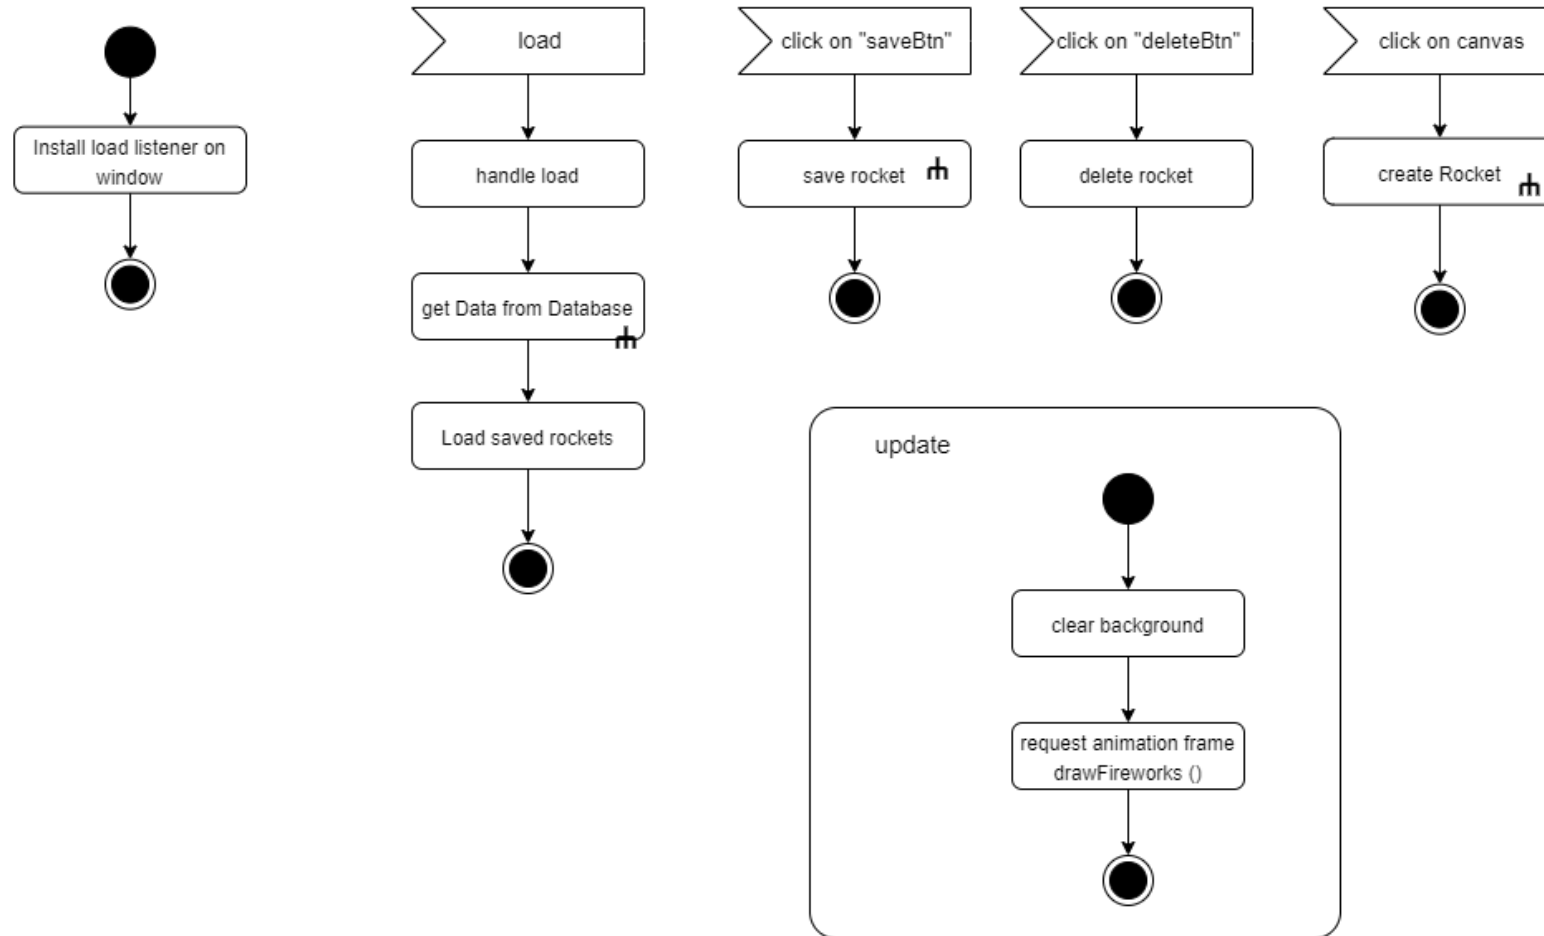 Install load listener on
window
load
handle load
get Data from Database
Load saved rockets
click on "saveBtn"
save rocket
click on "deleteBtn"
delete rocket
click on canvas
create Rocket
update
clear background
request animation frame
drawFireworks ()